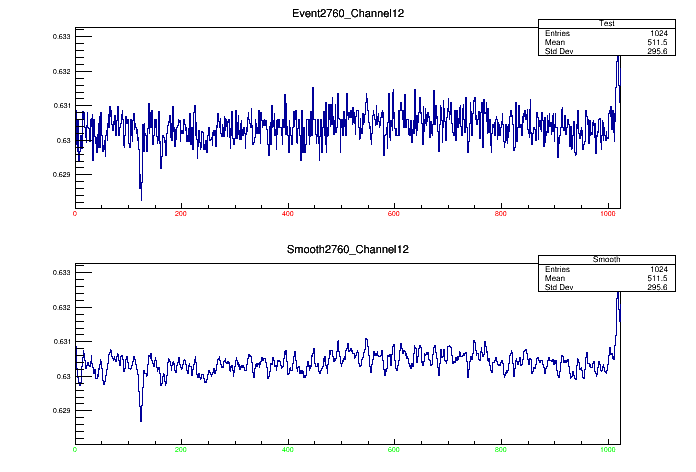 Event2760_Channel12
Test
Entries 1024
Mean 511.5
Std Dev 295.6
0.633
0.632
0.631
0.63
0.629
0 200 400 600 800 1000
Smooth2760_Channel12
Smooth
Entries 1024
Mean 511.5
Std Dev 295.6
0.633
0.632
0.631
0.63
0.629
0 200 400 600 800 1000